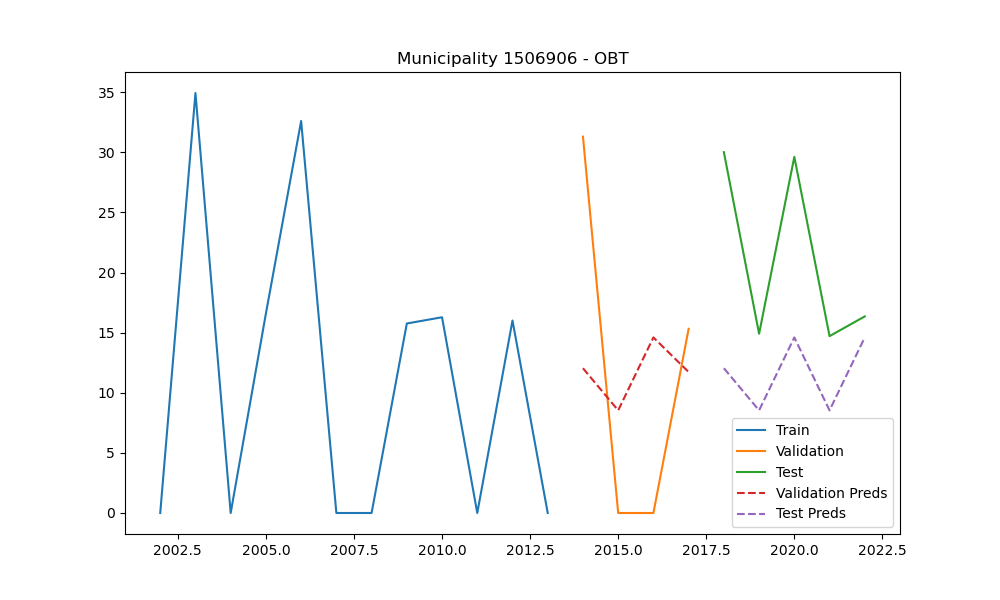 Municipality 1506906 - OBT
35
30
25
20
15
10
5
0
2002.5 2005.0 2007.5 2010.0 2012.5 2015.0 2017.5 2020.0 2022.5
Train
Validation
Test
Validation Preds
Test Preds